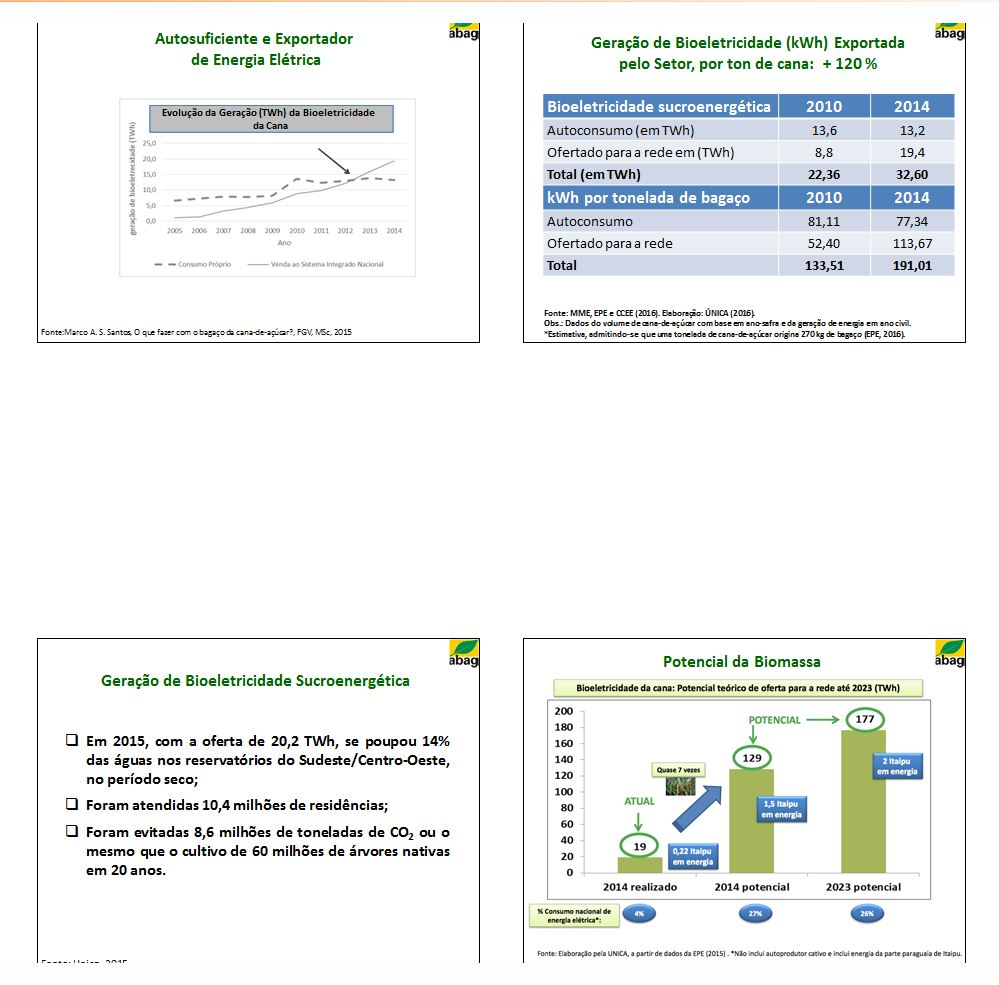 abag
Autosuficiente e Exportador
de Energia Elétrica
Evolução da Geração (TWh) da Bioeletricidade
da Cana
geração de bioeletrecidade (TWh)
25,0
20,0
15,0
10,0
5,0
0,0
2005 2006 2007 2008 2009 2010 2011 2012 2013 2014
Ano
Consumo Próprio Venda ao Sistema Integrado Nacional
Fonte:Marco A. S. Santos, O que fazer com o bagaço da cana-de-açúcar?, FGV, MSc, 2015
abag
Geração de Bioeletricidade (kWh) Exportada
pelo Setor, por ton de cana: + 120 %
Bioeletricidade sucroenergética 2010 2014
Autoconsumo (em TWh) 13,6 13,2
Ofertado para a rede em (TWh) 8,8 19,4
Total (em TWh) 22,36 32,60
kWh por tonelada de bagaço 2010 2014
Autoconsumo 81,11 77,34
Ofertado para a rede 52,40 113,67
Total 133,51 191,01
Fonte: MME, EPE e CCEE (2016). Elaboração: ÚNICA (2016).
Obs.: Dados do volume de cana-de-açúcar com base em ano-safra e da geração de energia em ano civil.
*Estimativa, admitindo-se que uma tonelada de cana-de-açúcar origina 270 kg de bagaço (EPE, 2016).
abag
Geração de Bioeletricidade Sucroenergética
Em 2015, com a oferta de 20,2 TWh, se poupou 14%
das águas nos reservatórios do Sudeste/Centro-Oeste,
no período seco;
Foram atendidas 10,4 milhões de residências;
Foram evitadas 8,6 milhões de toneladas de CO2 ou o
mesmo que o cultivo de 60 milhões de árvores nativas
em 20 anos.
Fonte: Unica, 2015
abag
Potencial da Biomassa
Bioeletricidade da cana: Potencial teórico de oferta para a rede até 2023 (TWh)
200
180
160
140
120
100
80
60
40
20
0
POTENCIAL
177
129
2 Itaipu
em energia
Quase 7 vezes
ATUAL
1,5 Itaipu
em energia
19
0,22 Itaipu
em energia
2014 realizado 2014 potencial 2023 potencial
% Consumo nacional de
energia elétrica*:
4% 27% 26%
Fonte: Elaboração pela UNICA, a partir de dados da EPE (2015) . *Não inclui autoprodutor cativo e inclui energia da parte paraguaia de Itaipu.